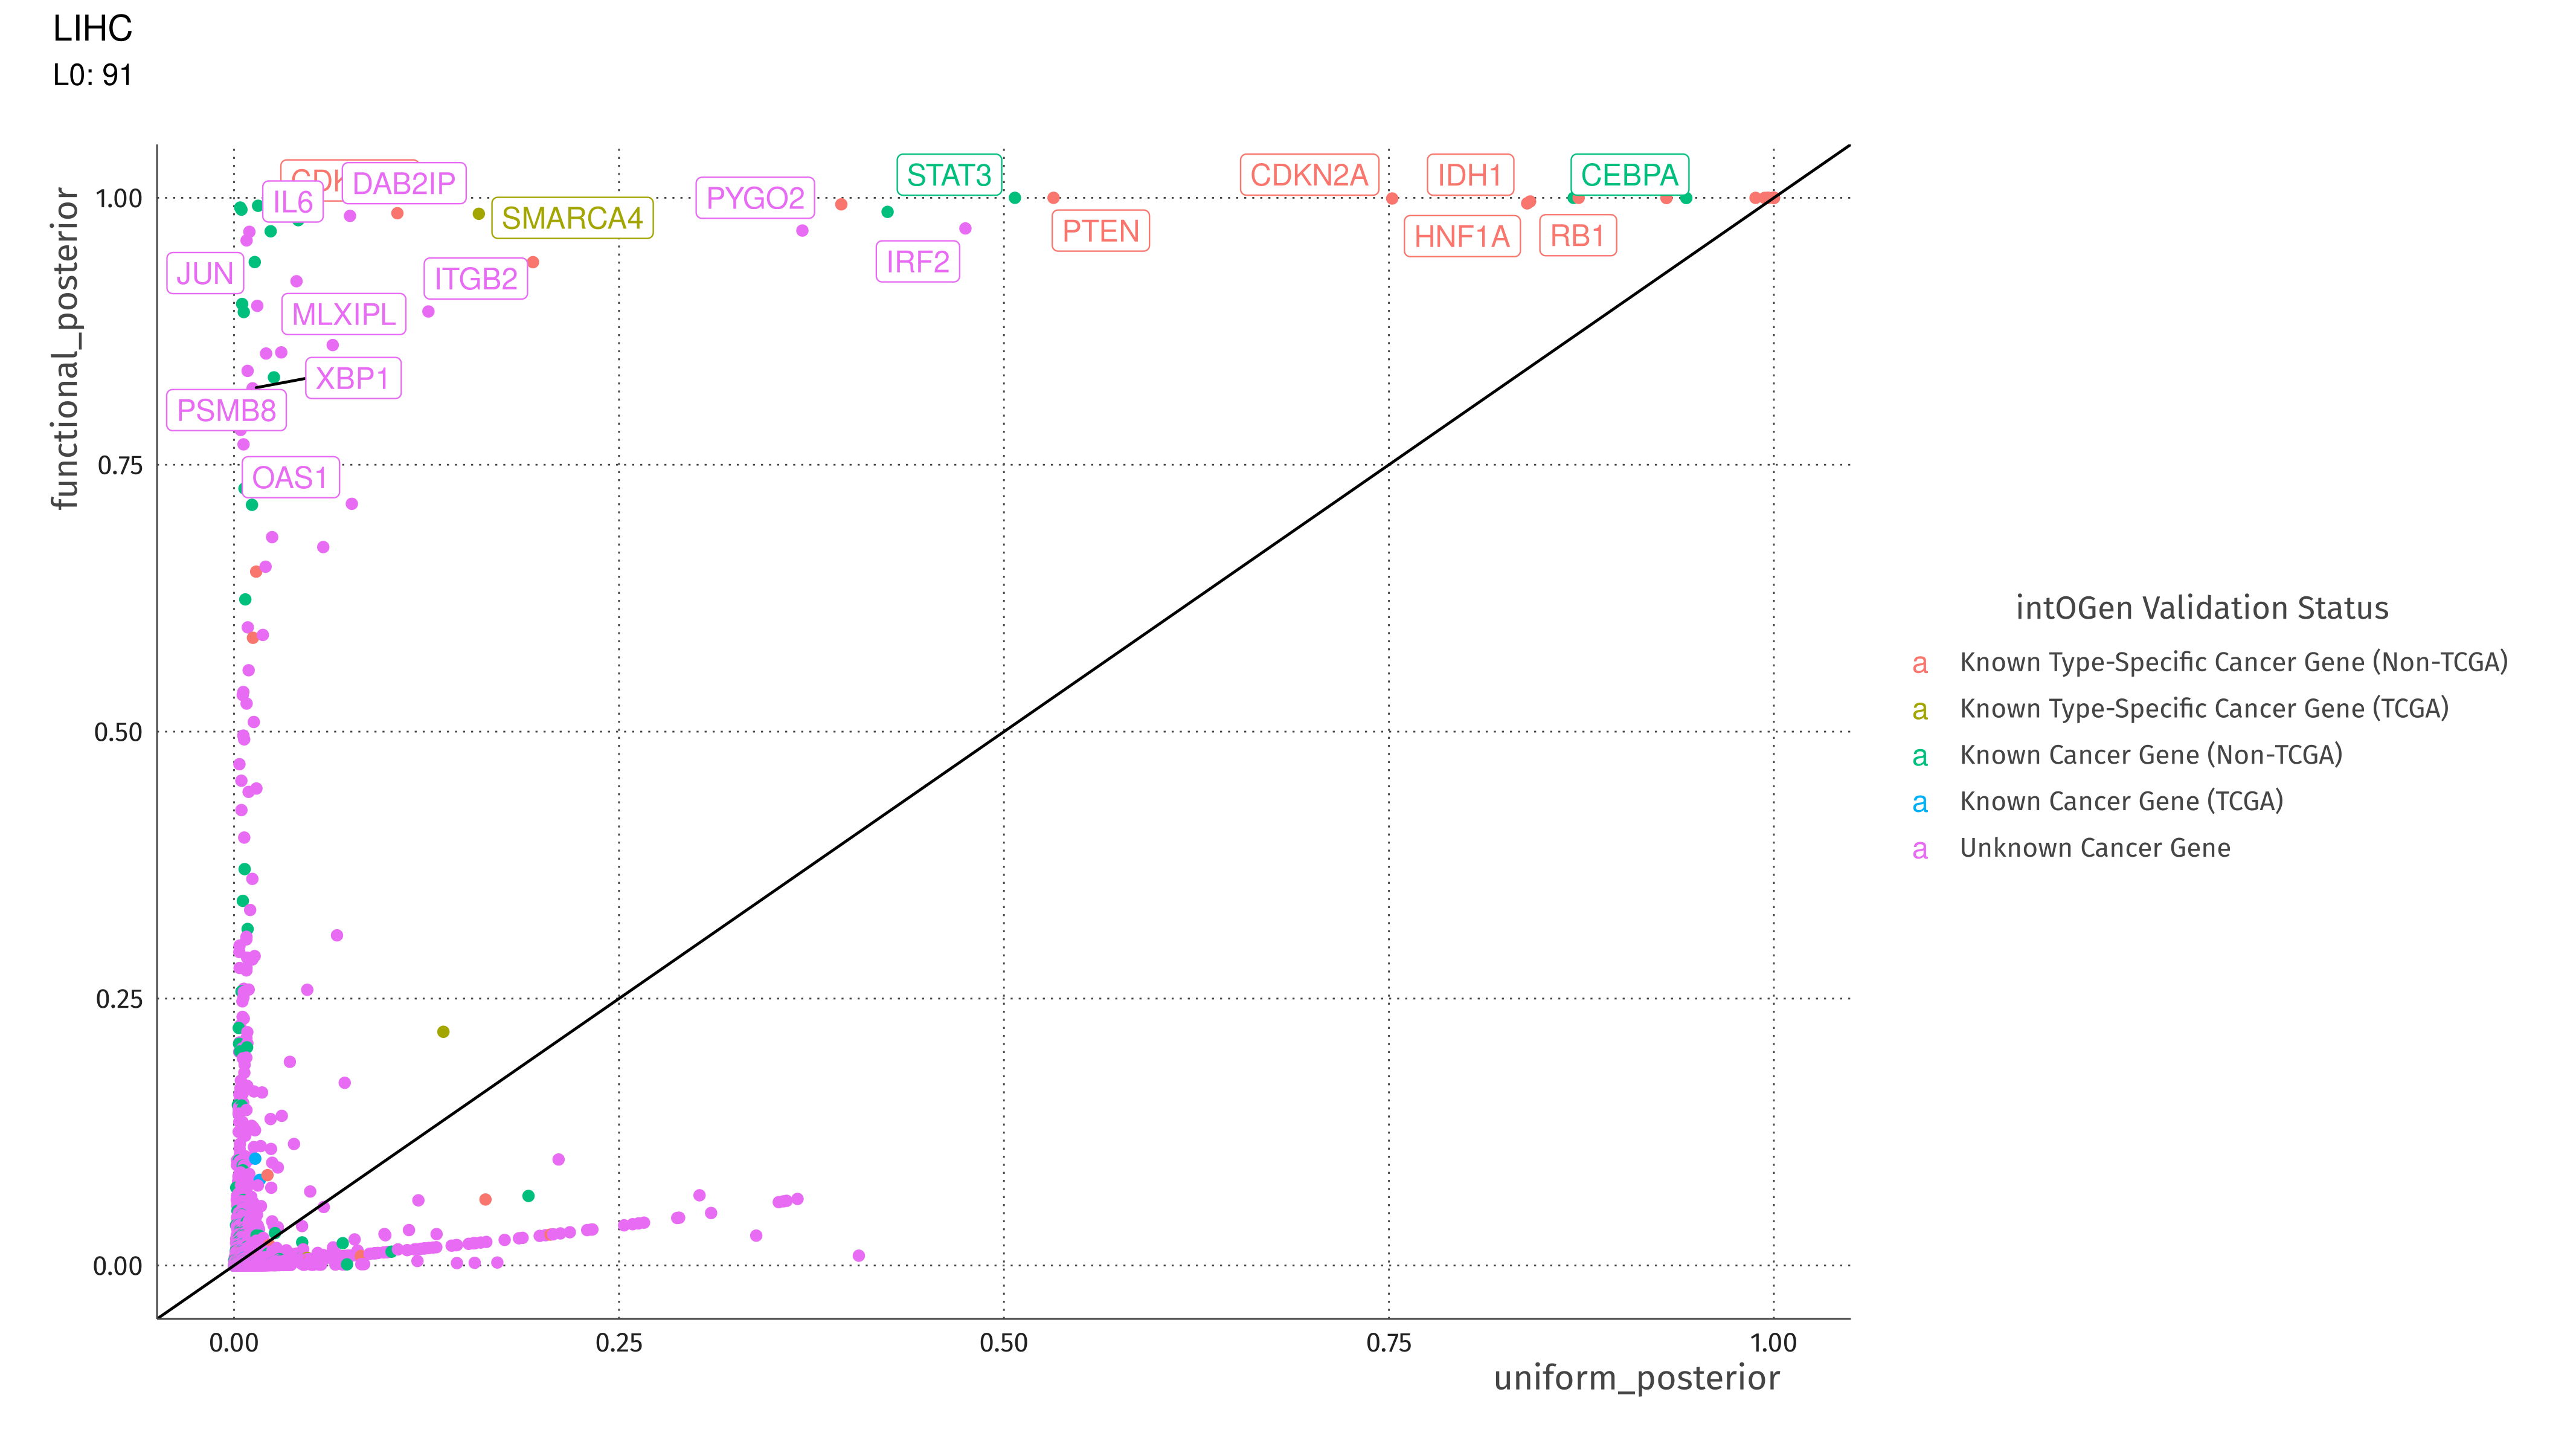 LIHC
L0: 91
DAB2IP
IL6
PYGO2
STAT3
CDKN2A
IDH1
CEBPA
SMARCA4
PTEN
HNF1A
RB1
IRF2
JUN
ITGB2
MLXIPL
XBP1
PSMB8
OAS1
functional_posterior
1.00
0.75
0.50
0.25
0.00
0.00
0.25
0.50
0.75
1.00
uniform_posterior
intOGen Validation Status
a Known Type-Specific Cancer Gene (Non-TCGA)
a Known Type-Specific Cancer Gene (TCGA)
a Known Cancer Gene (Non-TCGA)
a Known Cancer Gene (TCGA)
a Unknown Cancer Gene